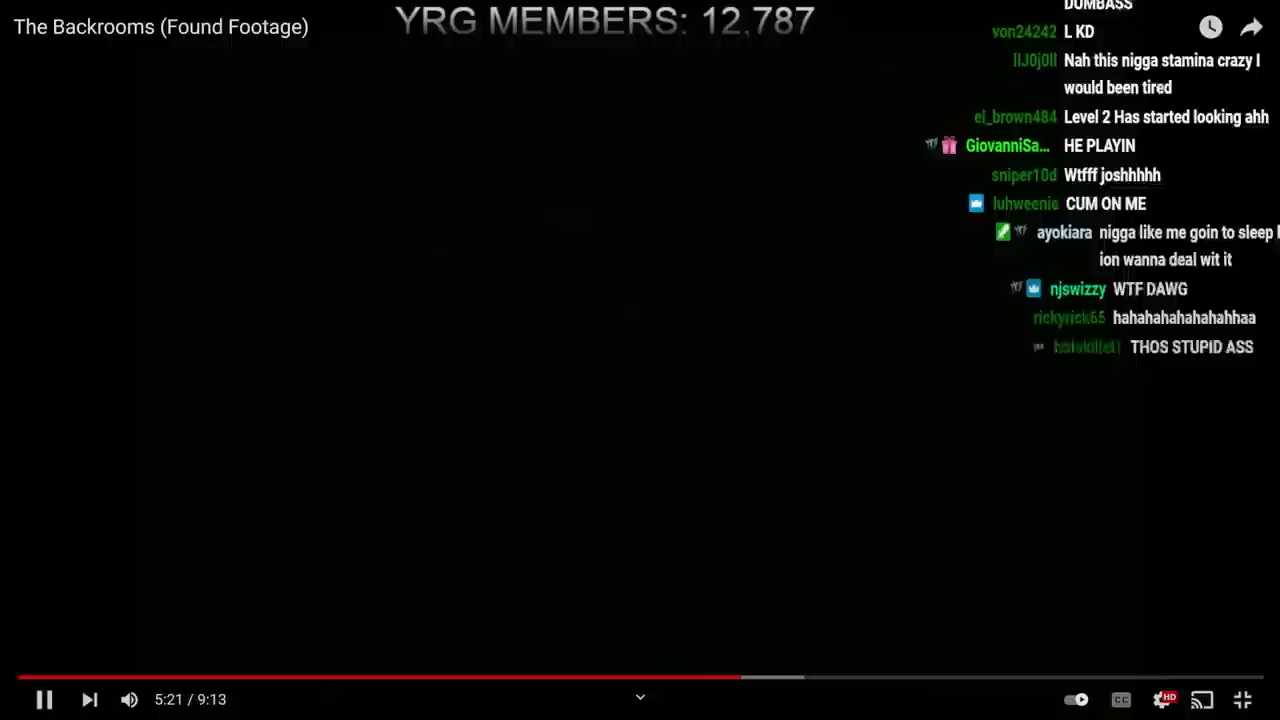 The Backrooms (Found Footage)
YRG MEMBERS: 12,787
DUMBASS
von24242 L KD
Nah this nigga stamina crazy I
would been tired
el_brown484 Level 2 Has started looking ahh
GiovanniSa... HE PLAYIN
sniper10d Wtfff joshhhhh
luhweenie CUM ON ME
ayokiara nigga like me goin to sleep
ion wanna deal wit it
njswizzy WTF DAWG
rickyrick65 hahahahahahahahhaa
THOS STUPID ASS
5:21 / 9:13
CC
HD